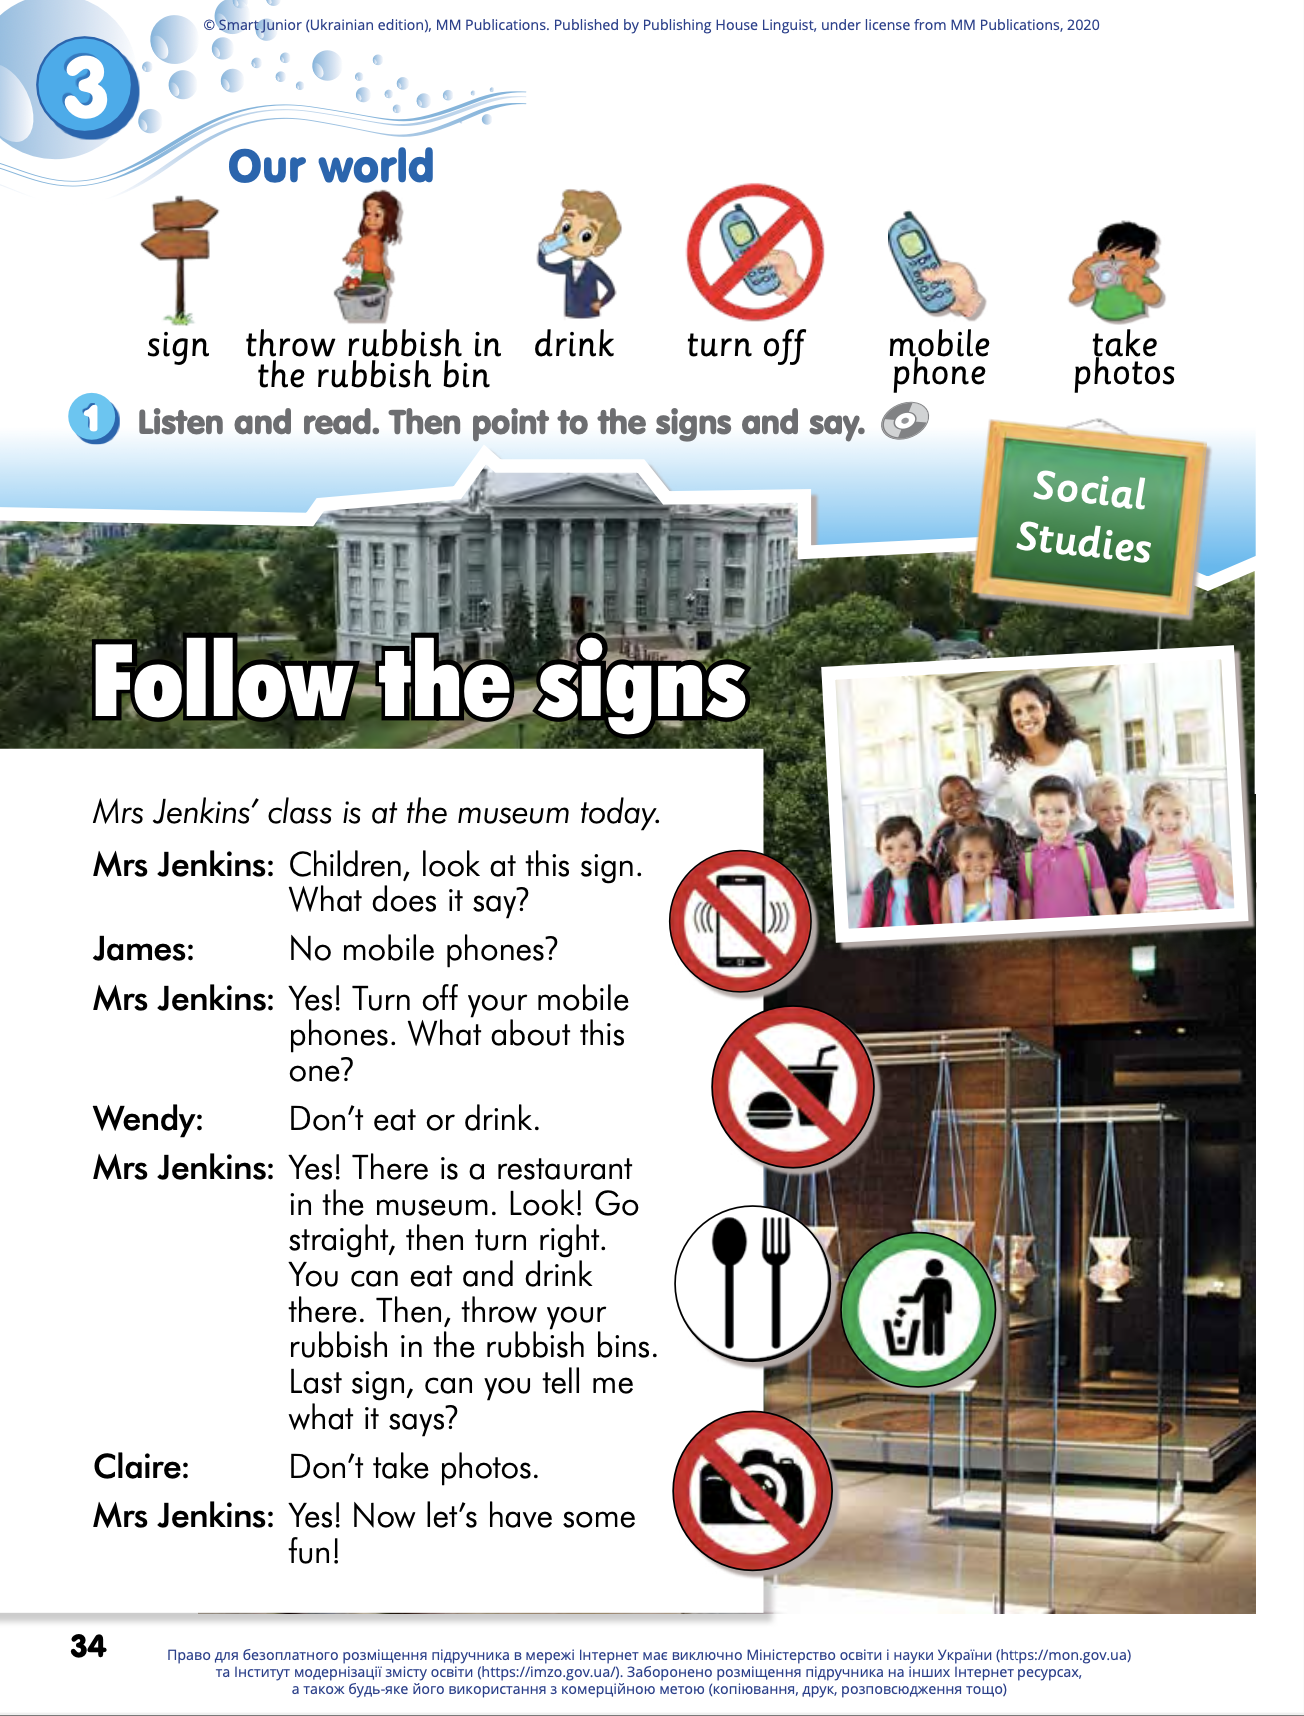 © Smart Junior (Ukrainian edition), MM Publications. Published by Publishing House Linguist, under license from MM Publications, 2020
3
Our world
sign
throw rubbish in
the rubbish bin
drink
turn off
mobile
phone
take
photos
1 Listen and read. Then point to the signs and say.
Social
Studies
Follow the signs
Mrs Jenkins’ class is at the museum today.
Mrs Jenkins: Children, look at this sign.
What does it say?
James: No mobile phones?
Mrs Jenkins: Yes! Turn off your mobile
phones. What about this
one?
Wendy: Don’t eat or drink.
Mrs Jenkins: Yes! There is a restaurant
in the museum. Look! Go
straight, then turn right.
You can eat and drink
there. Then, throw your
rubbish in the rubbish bins.
Last sign, can you tell me
what it says?
Claire: Don’t take photos.
Mrs Jenkins: Yes! Now let’s have some
fun!
34
Право для безоплатного розміщення підручника в мережі Інтернет має виключно Міністерство освіти і науки України (https://mon.gov.ua)
та Інститут модернізації змісту освіти (https://imzo.gov.ua/). Заборонено розміщення підручника на інших Інтернет ресурсах,
а також будь-яке його використання з комерційною метою (копіювання, друк, розповсюдження тощо)